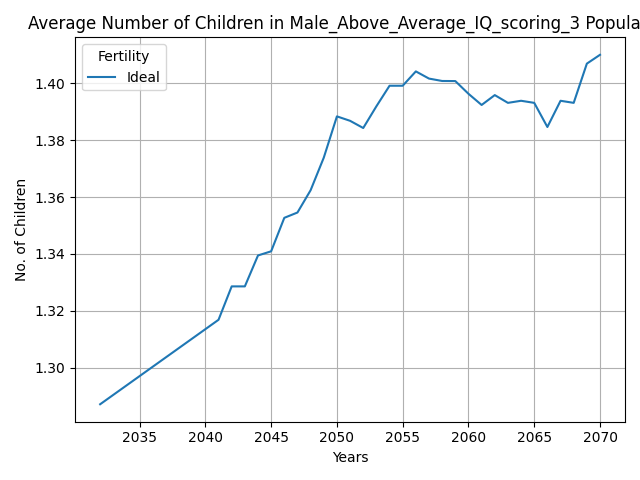 Average Number of Children in Male_Above_Average_IQ_scoring_3 Popula
Fertility
Ideal
No. of Children
1.40
1.38
1.36
1.34
1.32
1.30
2035 2040 2045 2050 2055 2060 2065 2070
Years